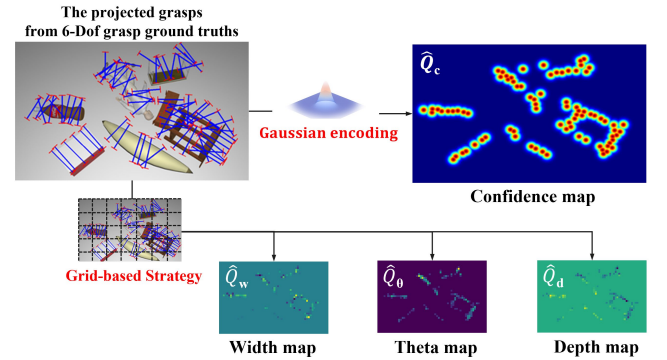 The projected grasps
from 6-Dof grasp ground truths
Gaussian encoding
Q̂c
Confidence map
Grid-based Strategy
Q̂w
Q̂θ
Q̂d
Width map
Theta map
Depth map